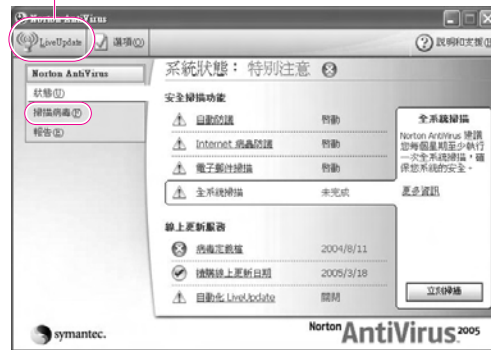 Norton AntiVirus
LiveUpdate 選項(O) 說明和支援(D)
Norton AntiVirus
狀態(U)
掃描病毒(P)
報告(E)
系統狀態： 特別注意
安全掃描功能
自動防護 啟動
Internet 病蟲防護 啟動
電子郵件掃描 啟動
全系統掃描 未完成
線上更新服務
病毒定義檔 2004/8/11
續購線上更新日期 2005/3/18
自動化 LiveUpdate 關閉
全系統掃描
Norton AntiVirus 建議
您每個星期至少執行
一次全系統掃描，確
保您系統的安全。
更多資訊
立刻掃描
symantec.
Norton AntiVirus 2005